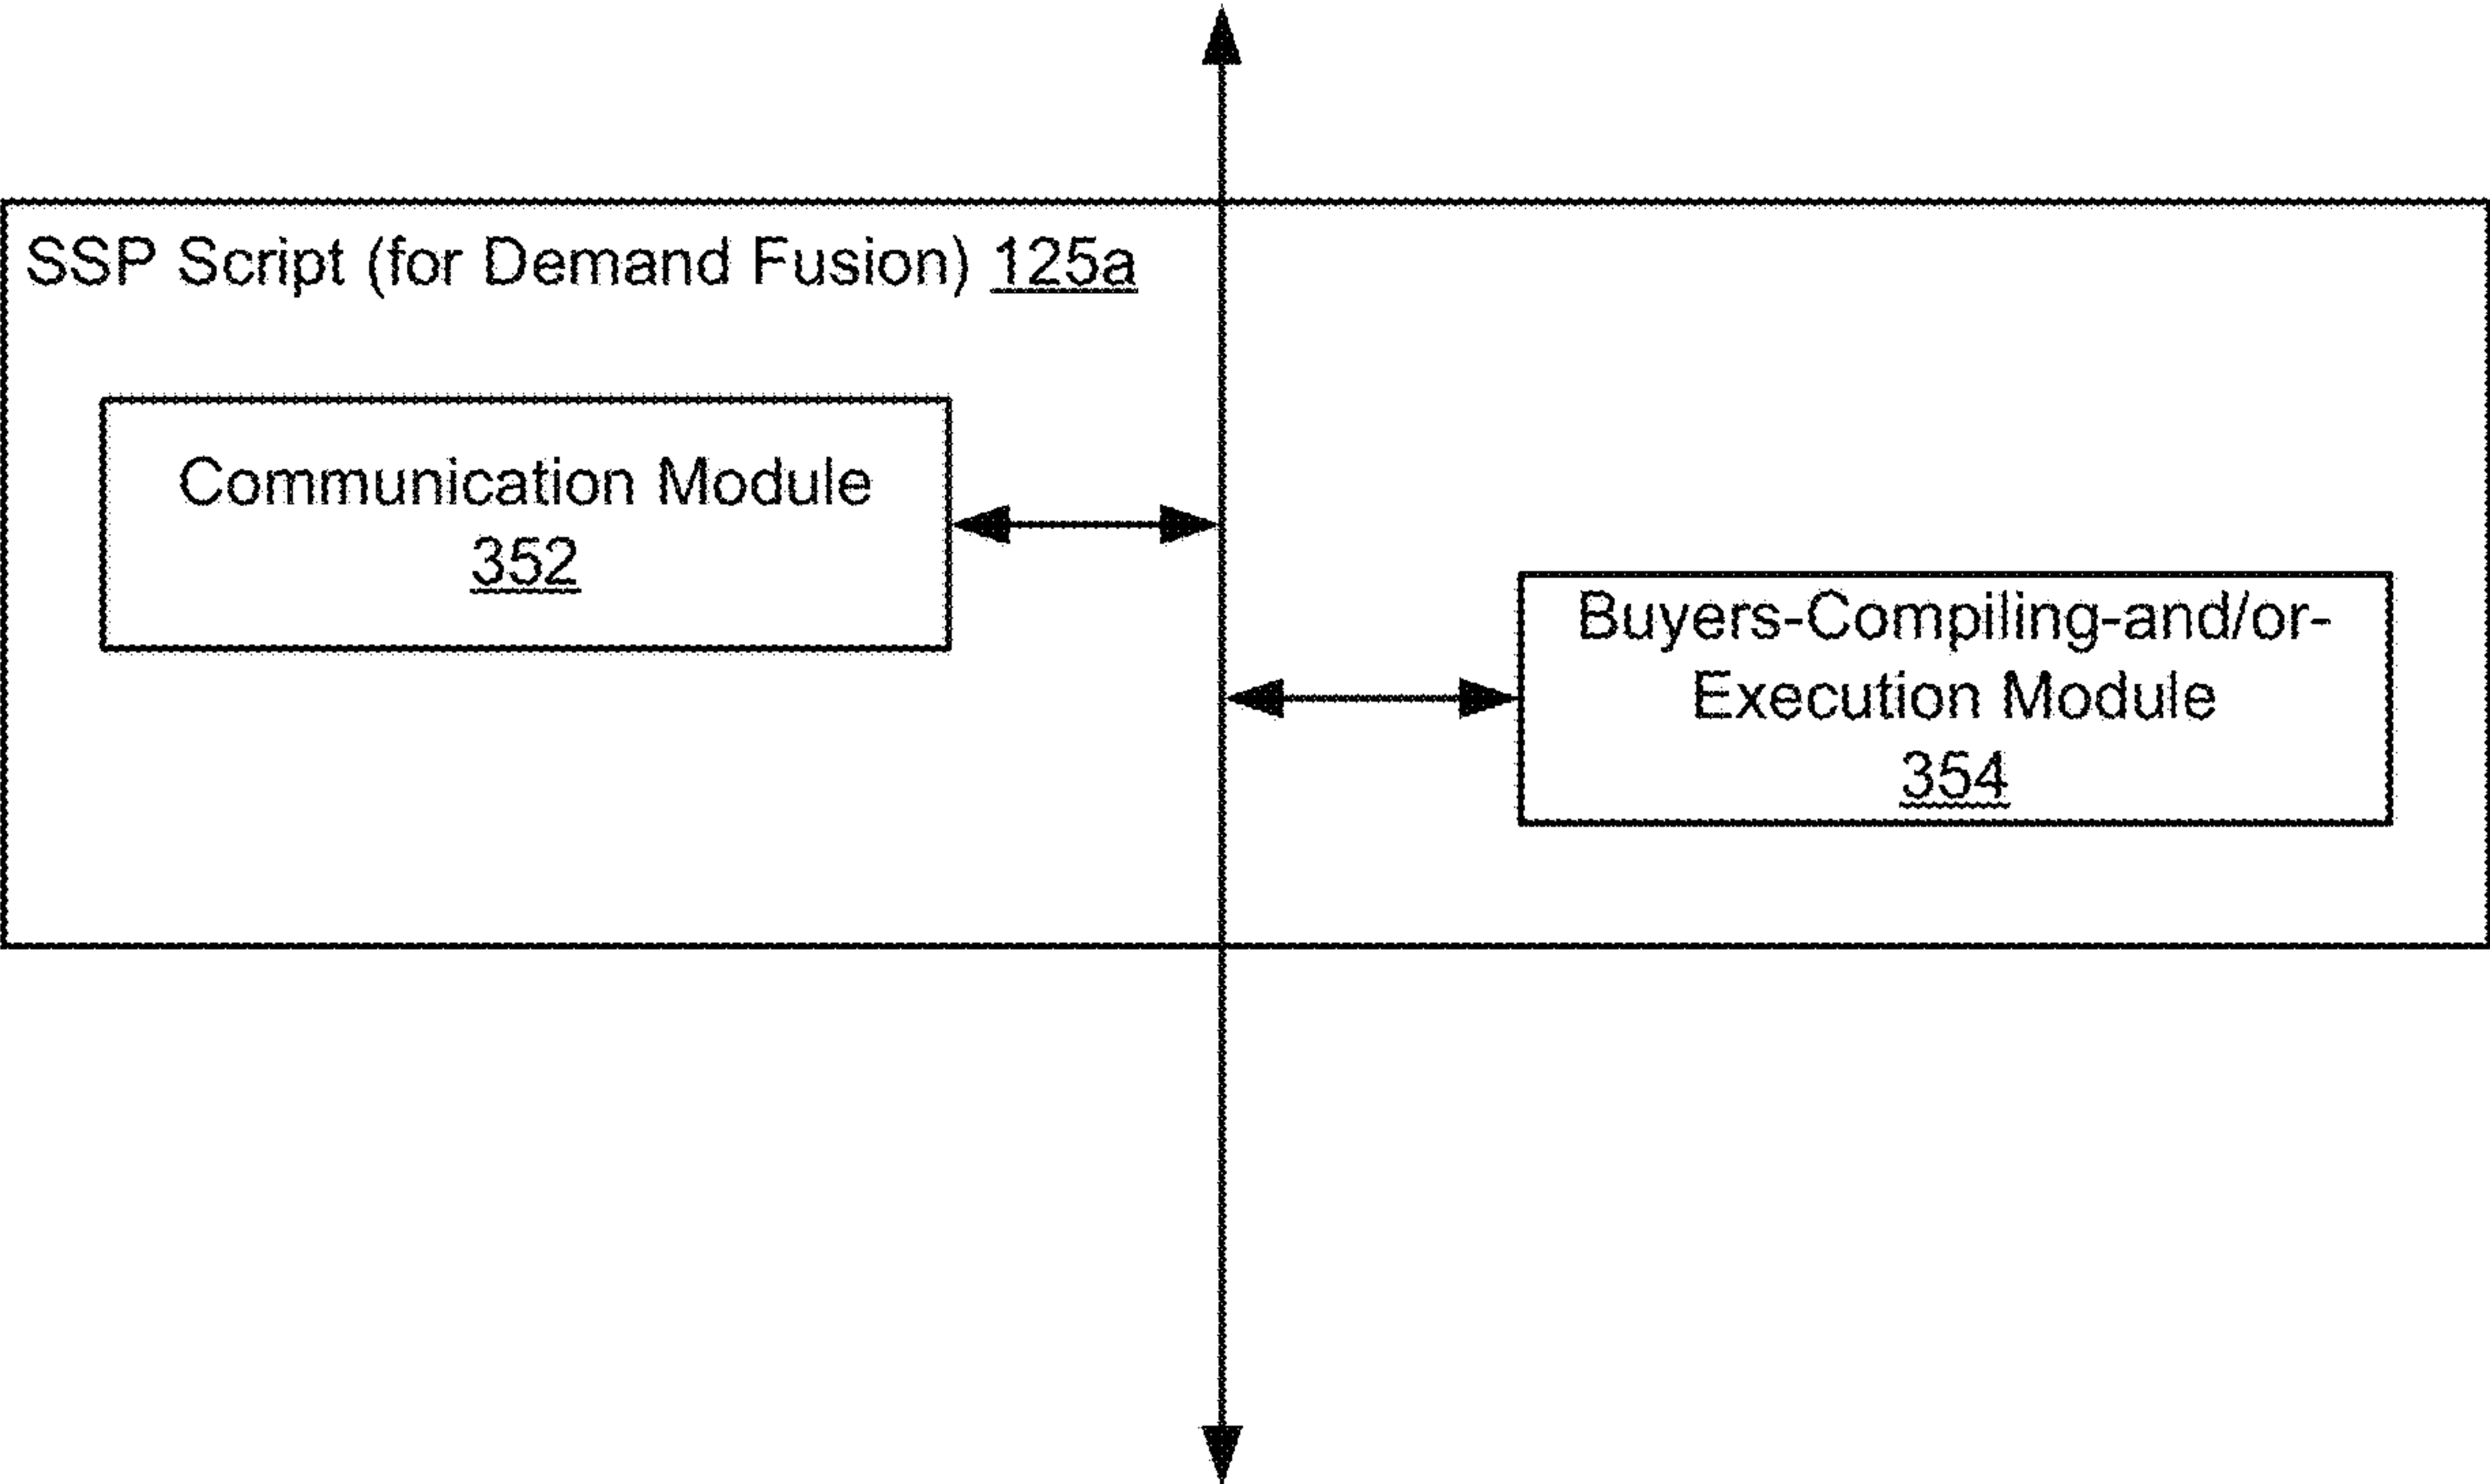 SSP Script (for Demand Fusion) 125a
Communication Module
352
Buyers-Compiling-and/or-
Execution Module
354